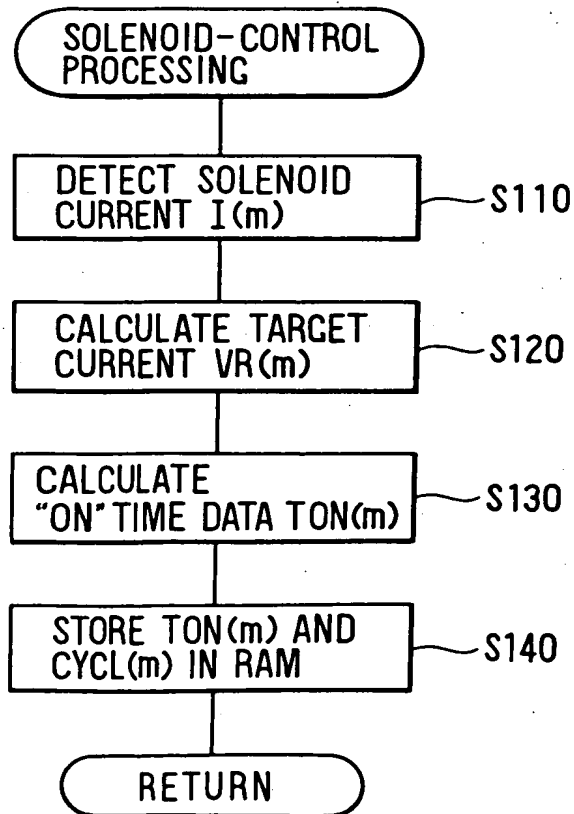 SOLENOID-CONTROL
PROCESSING
DETECT SOLENOID
CURRENT I(m)
S110
CALCULATE TARGET
CURRENT VR(m)
S120
CALCULATE
"ON" TIME DATA TON(m)
S130
STORE TON(m) AND
CYCL(m) IN RAM
S140
RETURN